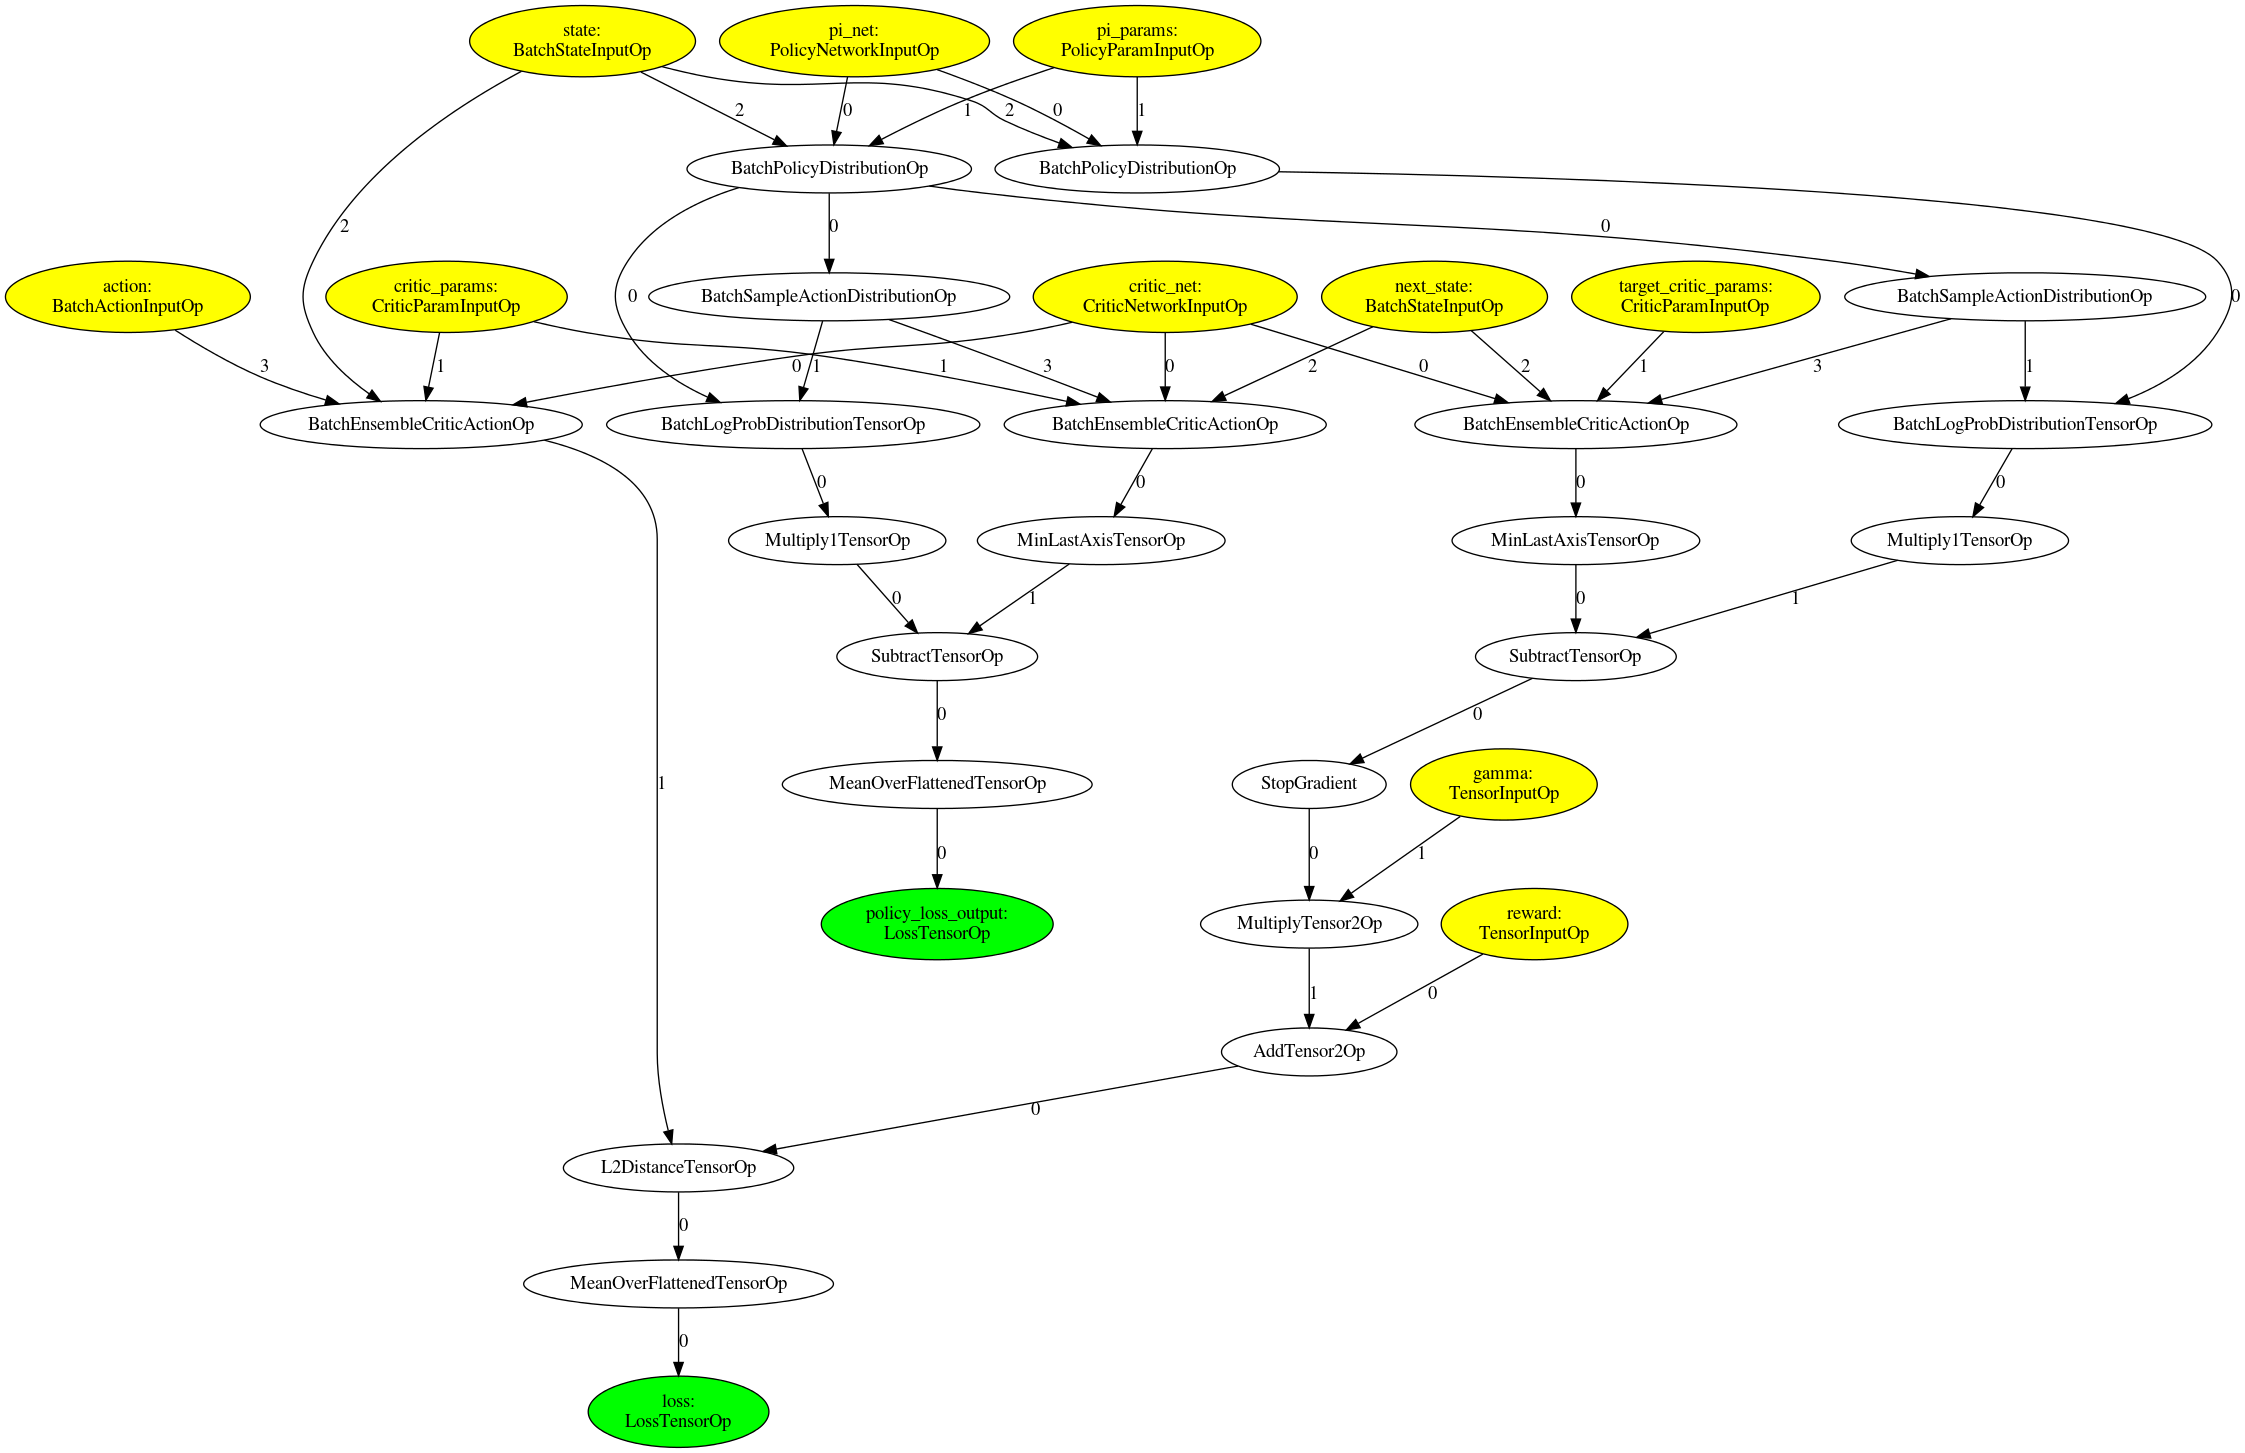 state:
BatchStateInputOp
pi_net:
PolicyNetworkInputOp
pi_params:
PolicyParamInputOp
2
0
1
2
0
1
BatchPolicyDistributionOp
BatchPolicyDistributionOp
2
0
0
action:
BatchActionInputOp
critic_params:
CriticParamInputOp
0
BatchSampleActionDistributionOp
critic_net:
CriticNetworkInputOp
next_state:
BatchStateInputOp
target_critic_params:
CriticParamInputOp
BatchSampleActionDistributionOp
0
3
1
0
1
1
3
0
2
0
2
1
3
1
BatchEnsembleCriticActionOp
BatchLogProbDistributionTensorOp
BatchEnsembleCriticActionOp
BatchEnsembleCriticActionOp
BatchLogProbDistributionTensorOp
0
0
0
0
Multiply1TensorOp
MinLastAxisTensorOp
MinLastAxisTensorOp
Multiply1TensorOp
0
1
0
1
SubtractTensorOp
SubtractTensorOp
0
0
1
MeanOverFlattenedTensorOp
StopGradient
gamma:
TensorInputOp
0
0
1
policy_loss_output:
LossTensorOp
MultiplyTensor2Op
reward:
TensorInputOp
1
0
AddTensor2Op
0
L2DistanceTensorOp
0
MeanOverFlattenedTensorOp
0
loss:
LossTensorOp